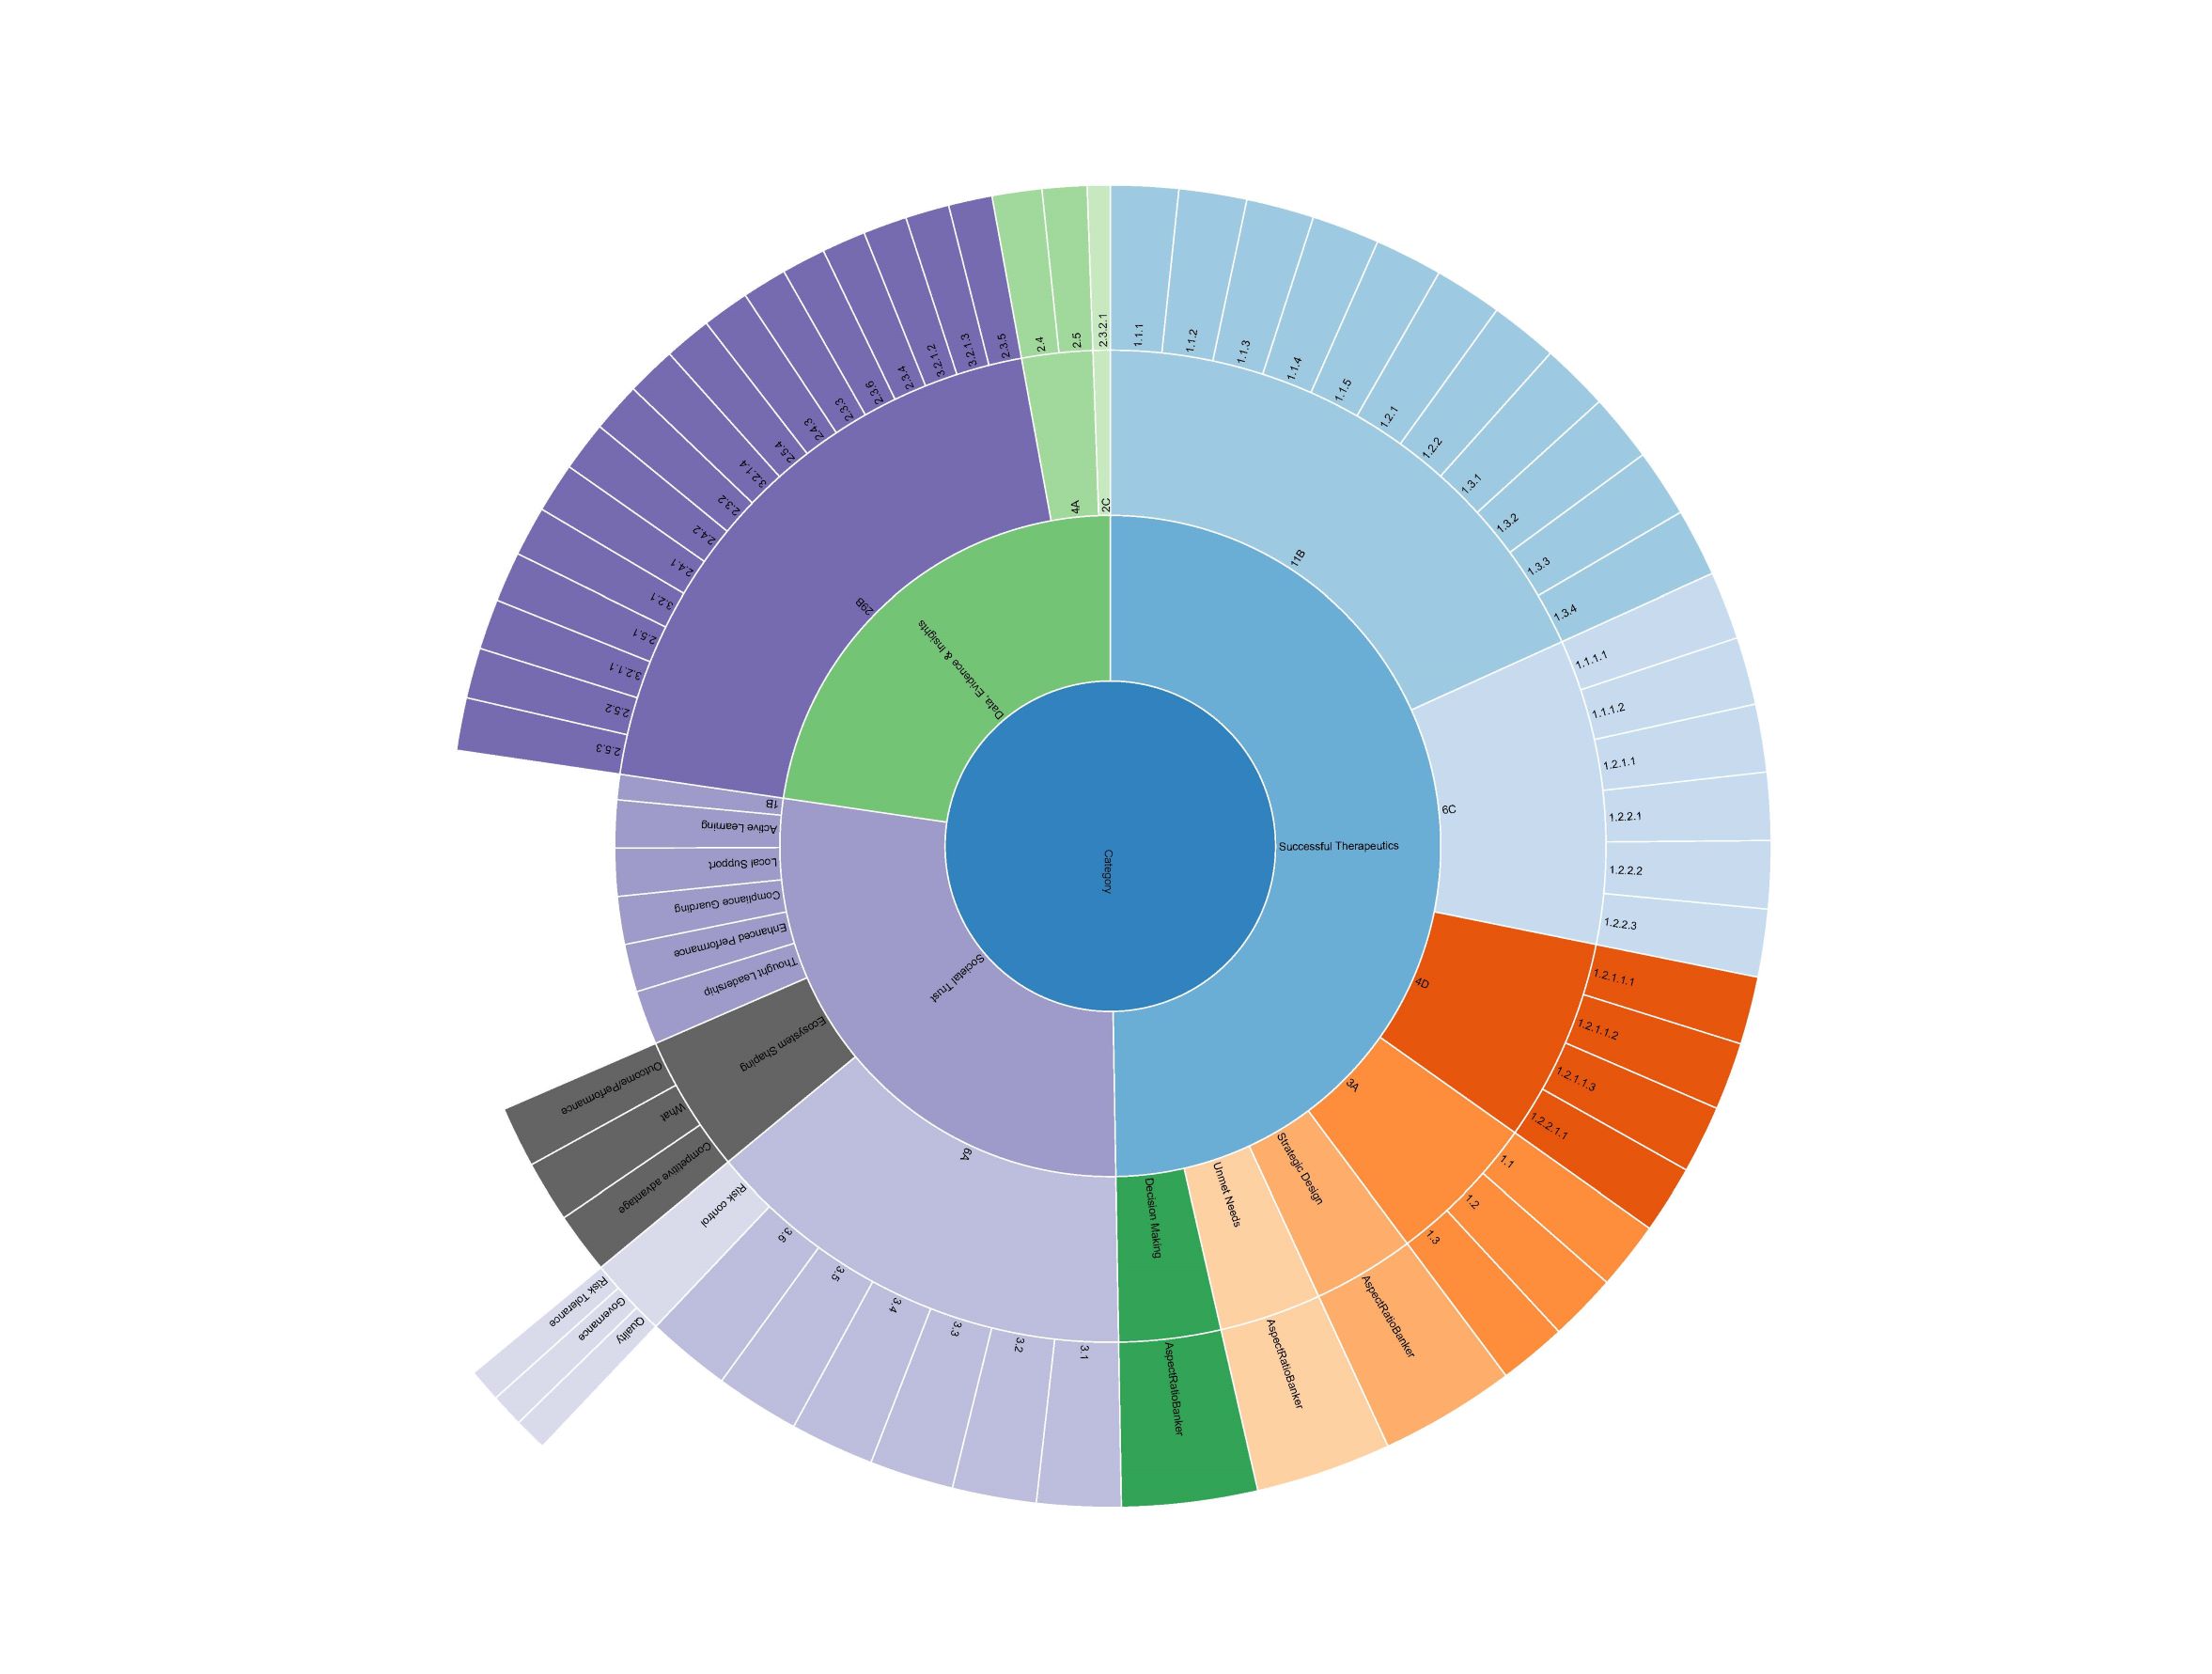 Category
Successful Therapeutics
11B
1.1.1
1.1.2
1.1.3
1.1.4
1.1.5
1.2.1
1.2.2
1.3.1
1.3.2
1.3.3
1.3.4
6C
1.1.1.1
1.1.1.2
1.2.1.1
1.2.2.1
1.2.2.2
1.2.2.3
4D
1.2.1.1.1
1.2.1.1.2
1.2.1.1.3
1.2.2.1.1
3A
1.1
1.2
1.3
Strategic Design
AspectRatioBanker
Unmet Needs
AspectRatioBanker
Decision Making
AspectRatioBanker
Societal Trust
6A
3.1
3.2
3.3
3.4
3.5
3.6
Risk control
Quality
Governance
Risk Tolerance
Ecosystem Shaping
Competitive advantage
What
Outcome/Performance
Thought Leadership
Enhanced Performance
Compliance Guarding
Local Support
Active Learning
1B
Data, Evidence & Insights
29B
2.5.3
2.5.2
3.2.1.1
2.5.1
3.2.1
2.4.1
2.4.2
2.3.2
3.2.1.4
2.5.4
2.4.3
2.3.3
2.3.6
2.3.4
3.2.1.2
3.2.1.3
2.3.5
4A
2.4
2.5
2C
2.3.2.1